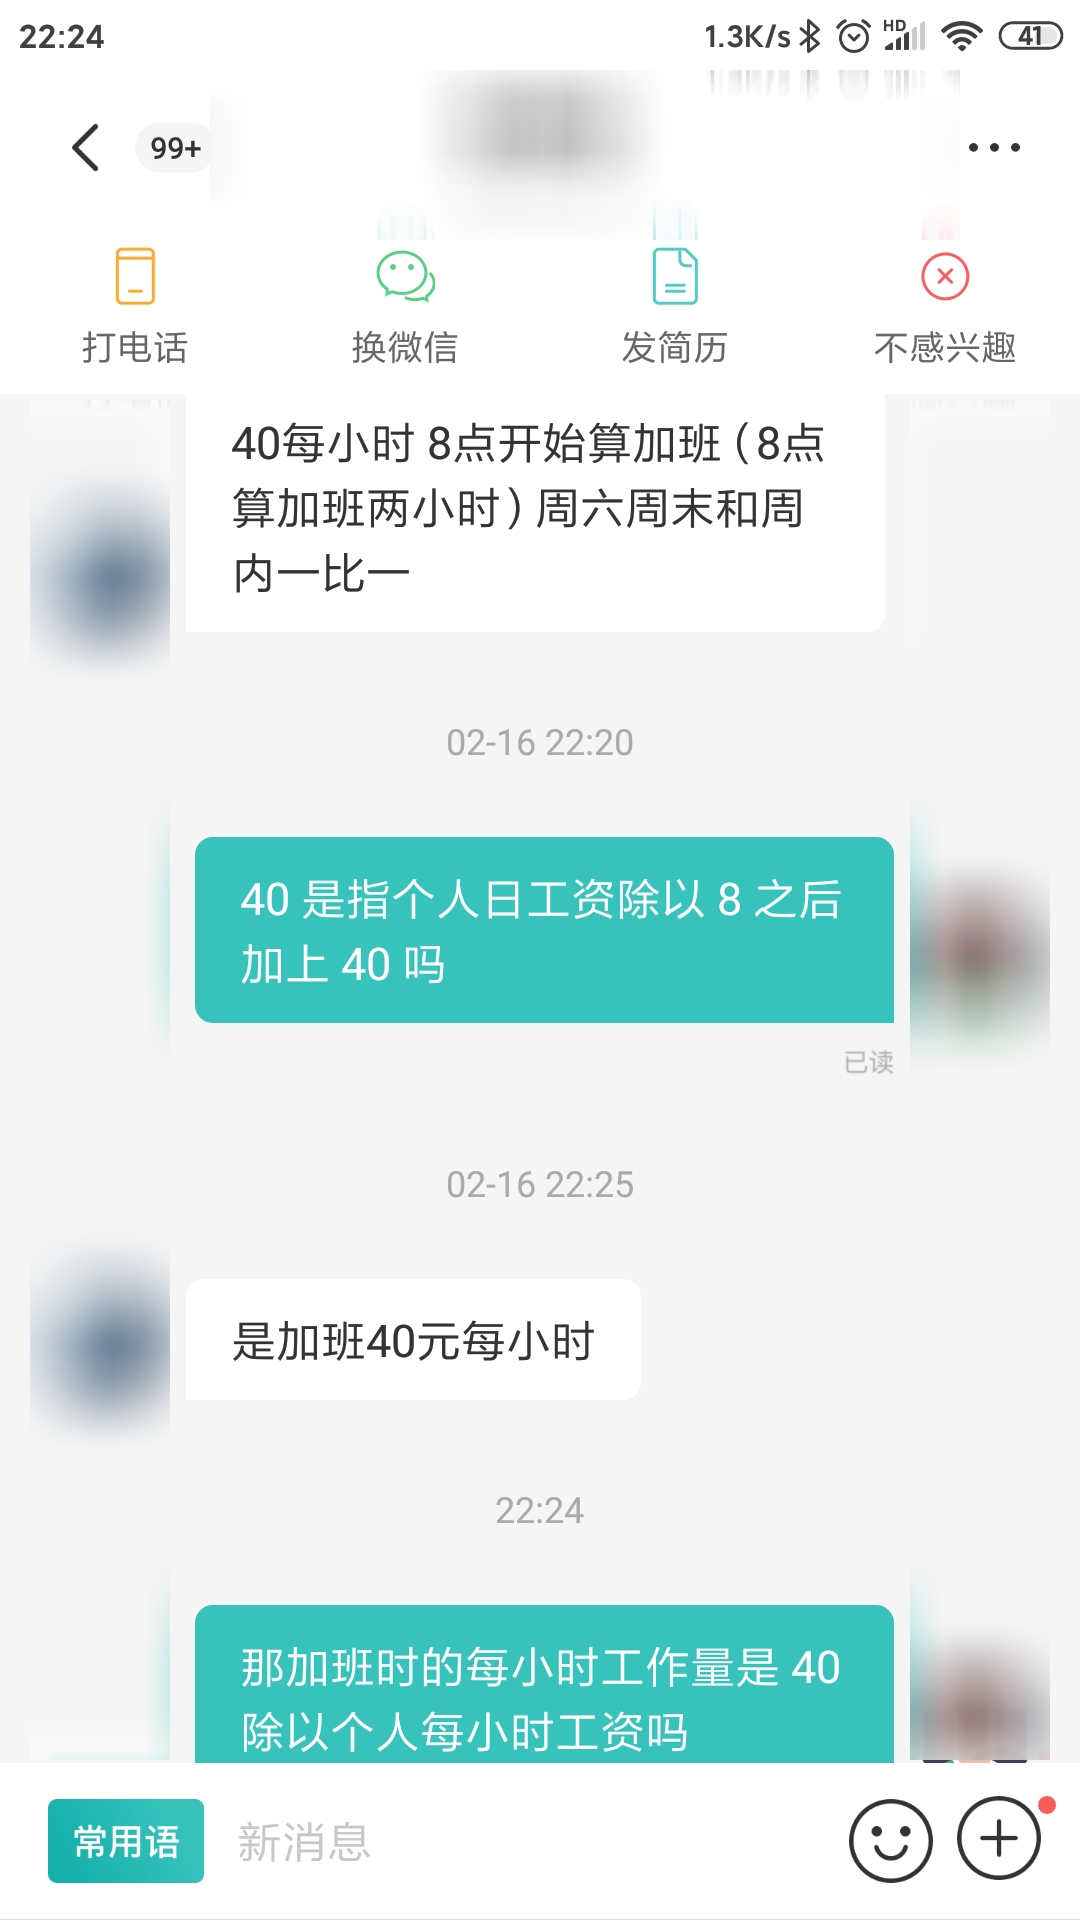 22:24
1.3K/s HD 41
99+
打电话
换微信
发简历
不感兴趣
40每小时 8点开始算加班（8点
算加班两小时）周六周末和周
内一比一
02-16 22:20
40 是指个人日工资除以 8 之后
加上 40 吗
已读
02-16 22:25
是加班40元每小时
22:24
那加班时的每小时工作量是 40
除以个人每小时工资吗
常用语
新消息